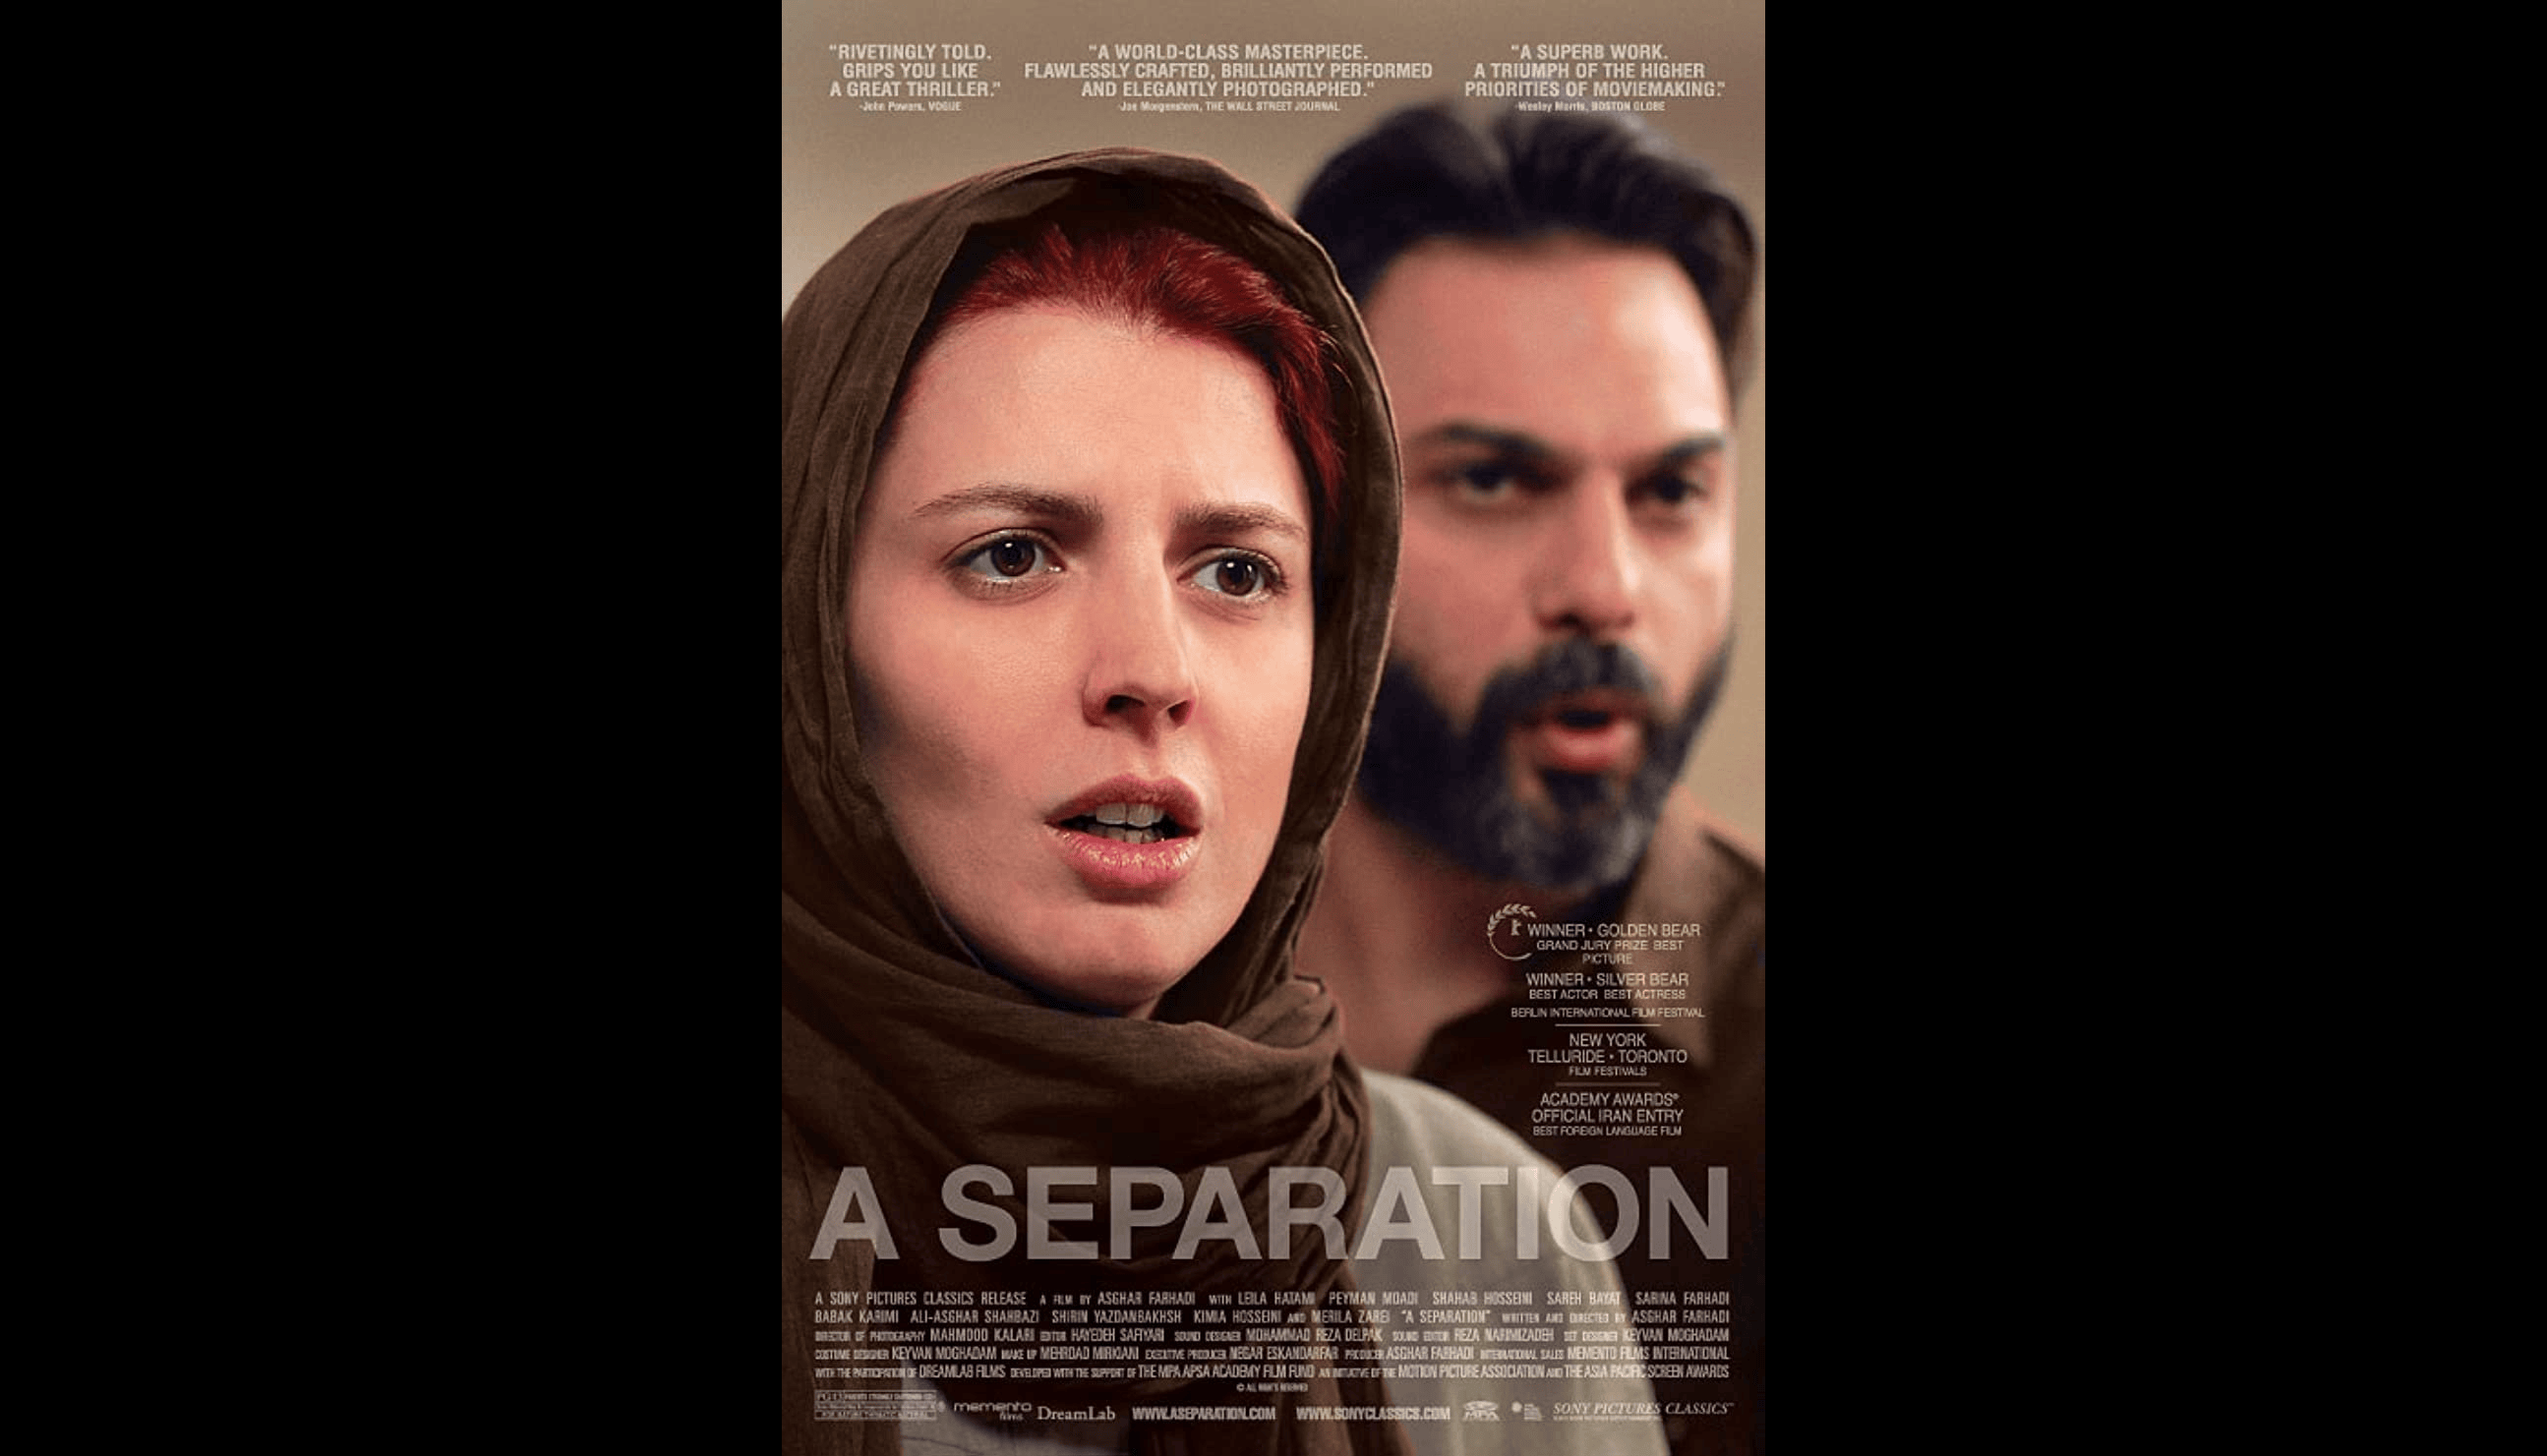 "RIVETINGLY TOLD.
GRIPS YOU LIKE
A GREAT THRILLER."
-John Powers, VOGUE
"A WORLD-CLASS MASTERPIECE.
FLAWLESSLY CRAFTED, BRILLIANTLY PERFORMED
AND ELEGANTLY PHOTOGRAPHED."
-Joe Morgenstern, THE WALL STREET JOURNAL
"A SUPERB WORK.
A TRIUMPH OF THE HIGHER
PRIORITIES OF MOVIEMAKING."
-Wesley Morris, BOSTON GLOBE
WINNER • GOLDEN BEAR
GRAND JURY PRIZE BEST
PICTURE
WINNER • SILVER BEAR
BEST ACTOR BEST ACTRESS
BERLIN INTERNATIONAL FILM FESTIVAL
NEW YORK
TELLURIDE • TORONTO
FILM FESTIVALS
ACADEMY AWARDS®
OFFICIAL IRAN ENTRY
BEST FOREIGN LANGUAGE FILM
A SEPARATION
A SONY PICTURES CLASSICS RELEASE A FILM BY ASGHAR FARHADI WITH LEILA HATAMI PEYMAN MOADI SHAHAB HOSSEINI SAREH BAYAT SARINA FARHADI
BABAK KARIMI ALI-ASGHAR SHAHBAZI SHIRIN YAZDANBAKHSH KIMIA HOSSEINI AND MERILA ZAREI "A SEPARATION" WRITTEN AND DIRECTED BY ASGHAR FARHADI
DIRECTOR OF PHOTOGRAPHY MAHMOOD KALARI EDITOR HAYEDEH SAFIYARI SOUND DESIGNER MOHAMMAD REZA DELPAK SOUND EDITOR REZA NARIMIZADEH SET DESIGNER KEYVAN MOGHADAM
COSTUME DESIGNER KEYVAN MOGHADAM MAKE UP MEHRDAD MIRKIANI EXECUTIVE PRODUCER NEGAR ESKANDARFAR PRODUCER ASGHAR FARHADI INTERNATIONAL SALES MEMENTO FILMS INTERNATIONAL
WITH THE PARTICIPATION OF DREAMLAB FILMS DEVELOPED WITH THE SUPPORT OF THE MPA APSA ACADEMY FILM FUND AN INITIATIVE OF THE MOTION PICTURE ASSOCIATION AND THE ASIA PACIFIC SCREEN AWARDS
© ALL RIGHTS RESERVED
PG-13
memento films DreamLab WWW.ASEPARATION.COM WWW.SONYCLASSICS.COM MPA SONY PICTURES CLASSICS™